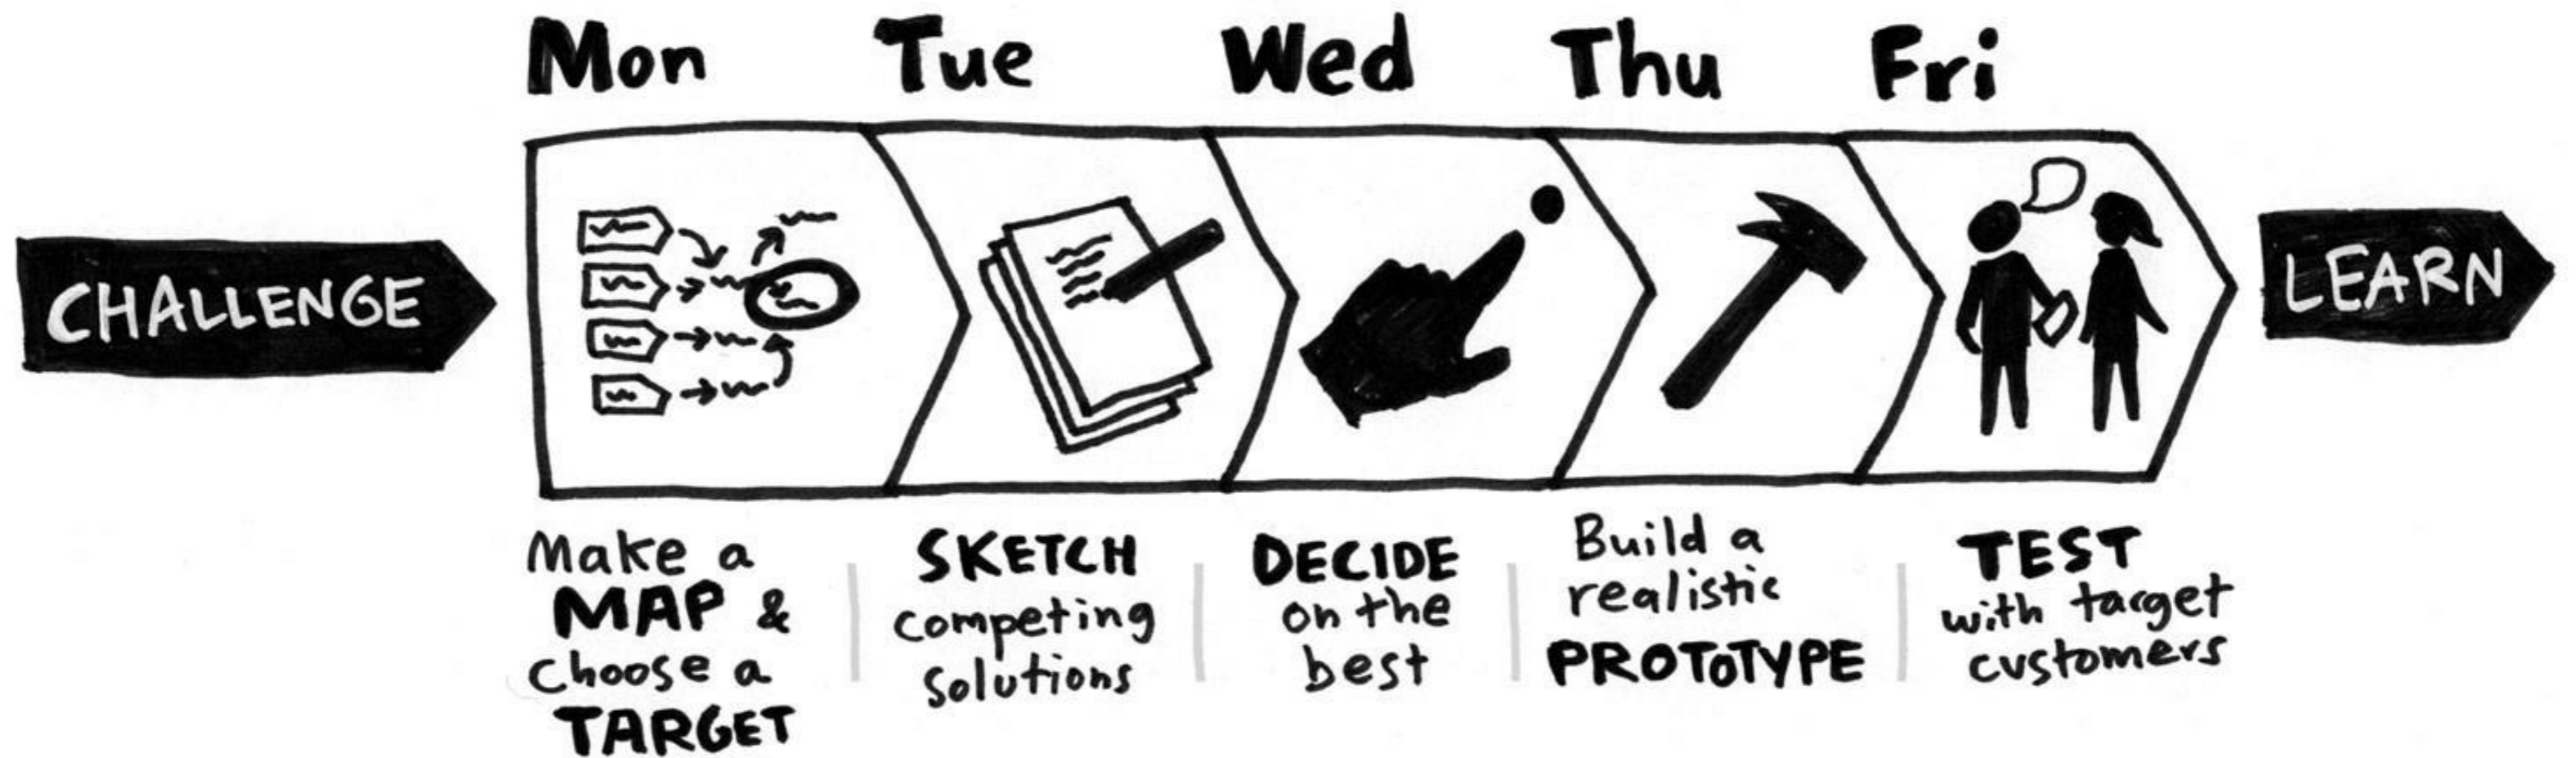 Mon Tue Wed Thu Fri
CHALLENGE
LEARN
Make a
MAP &
choose a
TARGET
SKETCH
competing
solutions
DECIDE
on the
best
Build a
realistic
PROTOTYPE
TEST
with target
customers